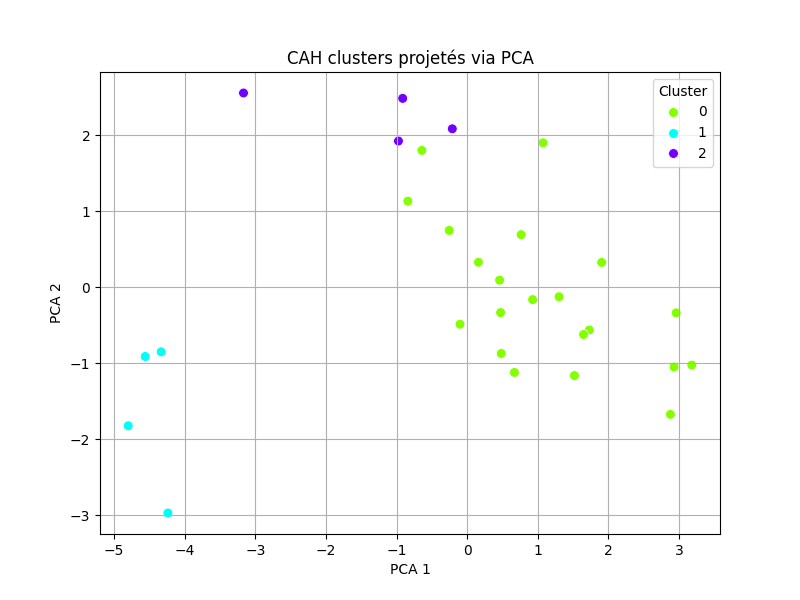 CAH clusters projetés via PCA
Cluster
0
1
2
PCA 2
2
1
0
−1
−2
−3
−5 −4 −3 −2 −1 0 1 2 3
PCA 1